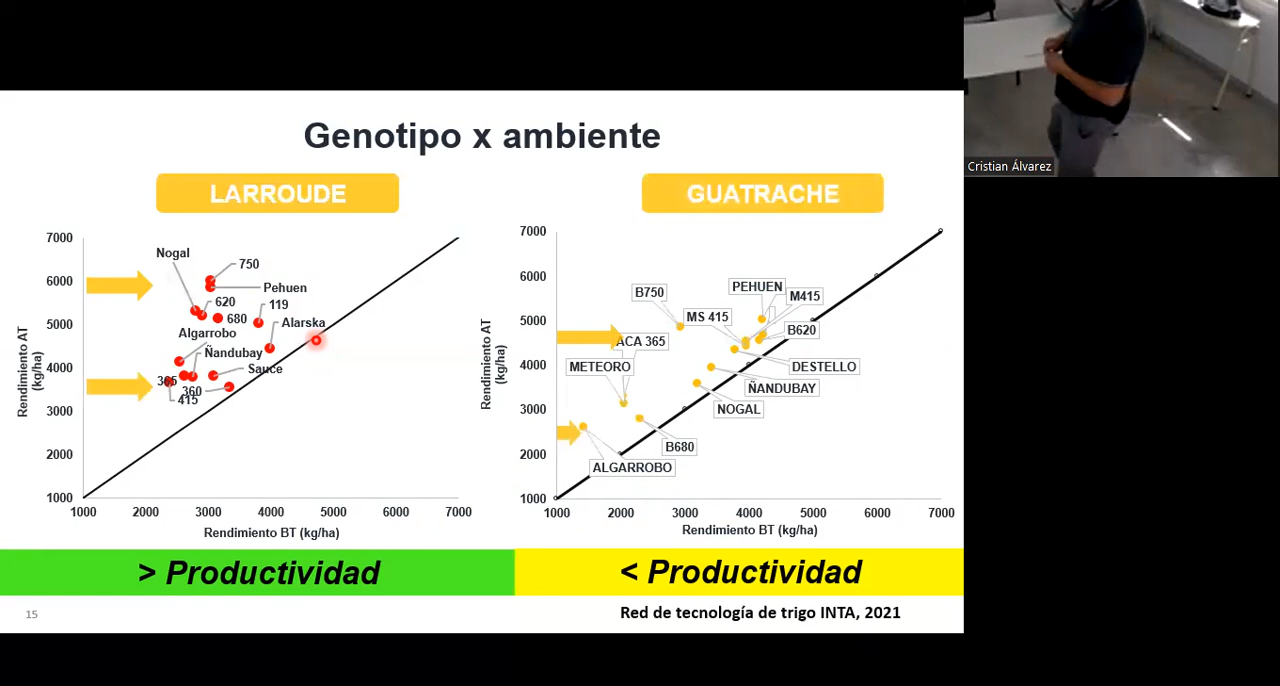 Cristian Álvarez
Genotipo x ambiente
LARROUDE
GUATRACHE
Rendimiento AT
(kg/ha)
7000
6000
5000
4000
3000
2000
1000
Nogal
750
Pehuen
620
119
680
Alarska
Algarrobo
Ñandubay
Sauce
365
360
415
1000
2000
3000
4000
5000
6000
7000
Rendimiento BT (kg/ha)
Rendimiento AT
(kg/ha)
7000
6000
5000
4000
3000
2000
1000
B750
PEHUEN
M415
MS 415
B620
ACA 365
METEORO
DESTELLO
ÑANDUBAY
NOGAL
B680
ALGARROBO
1000
2000
3000
4000
5000
6000
7000
Rendimiento BT (kg/ha)
> Productividad
< Productividad
15
Red de tecnología de trigo INTA, 2021